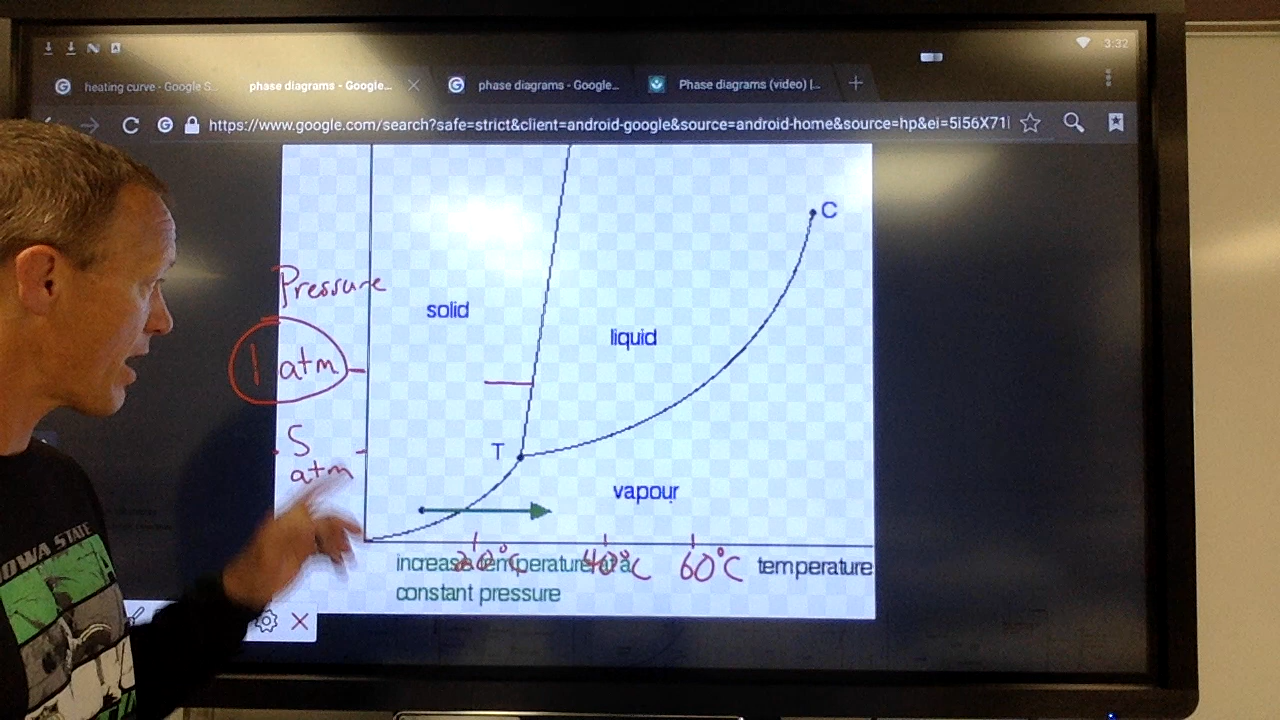 3:32
heating curve - Google S...
phase diagrams - Google...
phase diagrams - Google...
Phase diagrams (video) |...
https://www.google.com/search?safe=strict&client=android-google&source=android-home&source=hp&ei=5i56X71
C
Pressure
solid
liquid
1 atm
T
5
atm
vapour
20°C
40°C
60°C
increase temperature at a
temperature
constant pressure
IOWA STATE